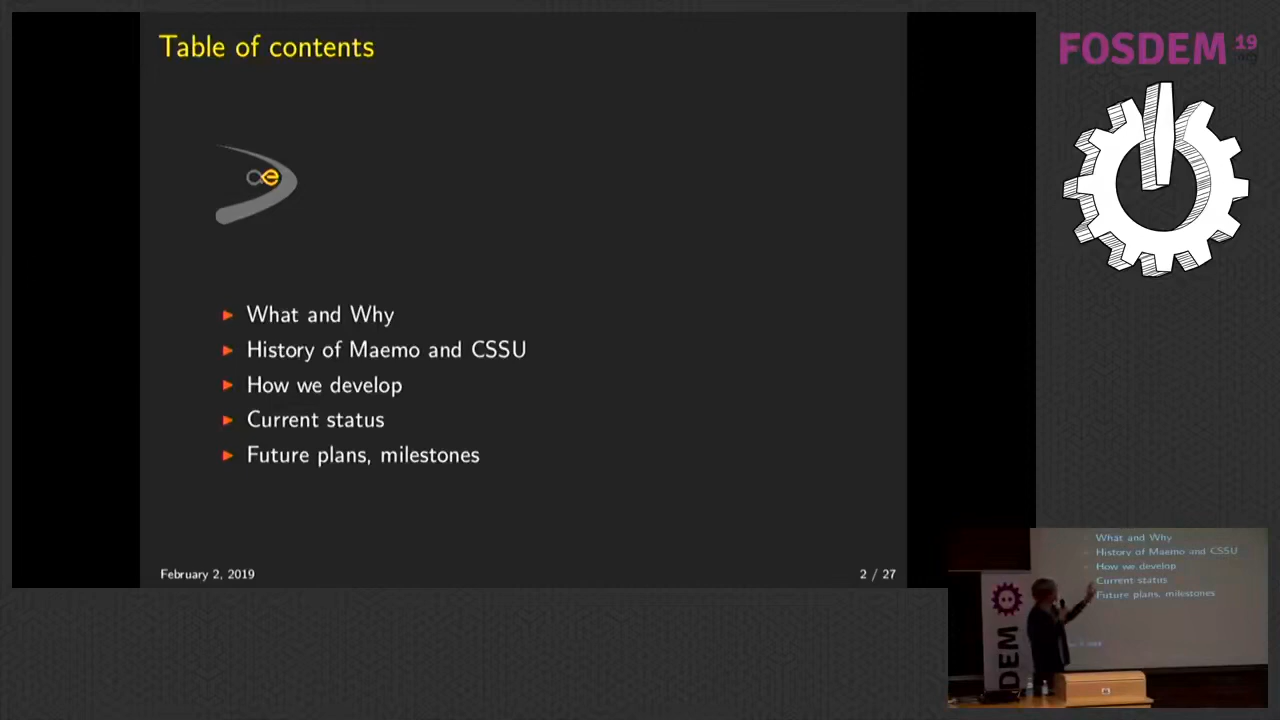 Table of contents
FOSDEM 19
.org
æ
What and Why
History of Maemo and CSSU
How we develop
Current status
Future plans, milestones
February 2, 2019
2 / 27
What and Why
History of Maemo and CSSU
How we develop
Current status
Future plans, milestones
DEM